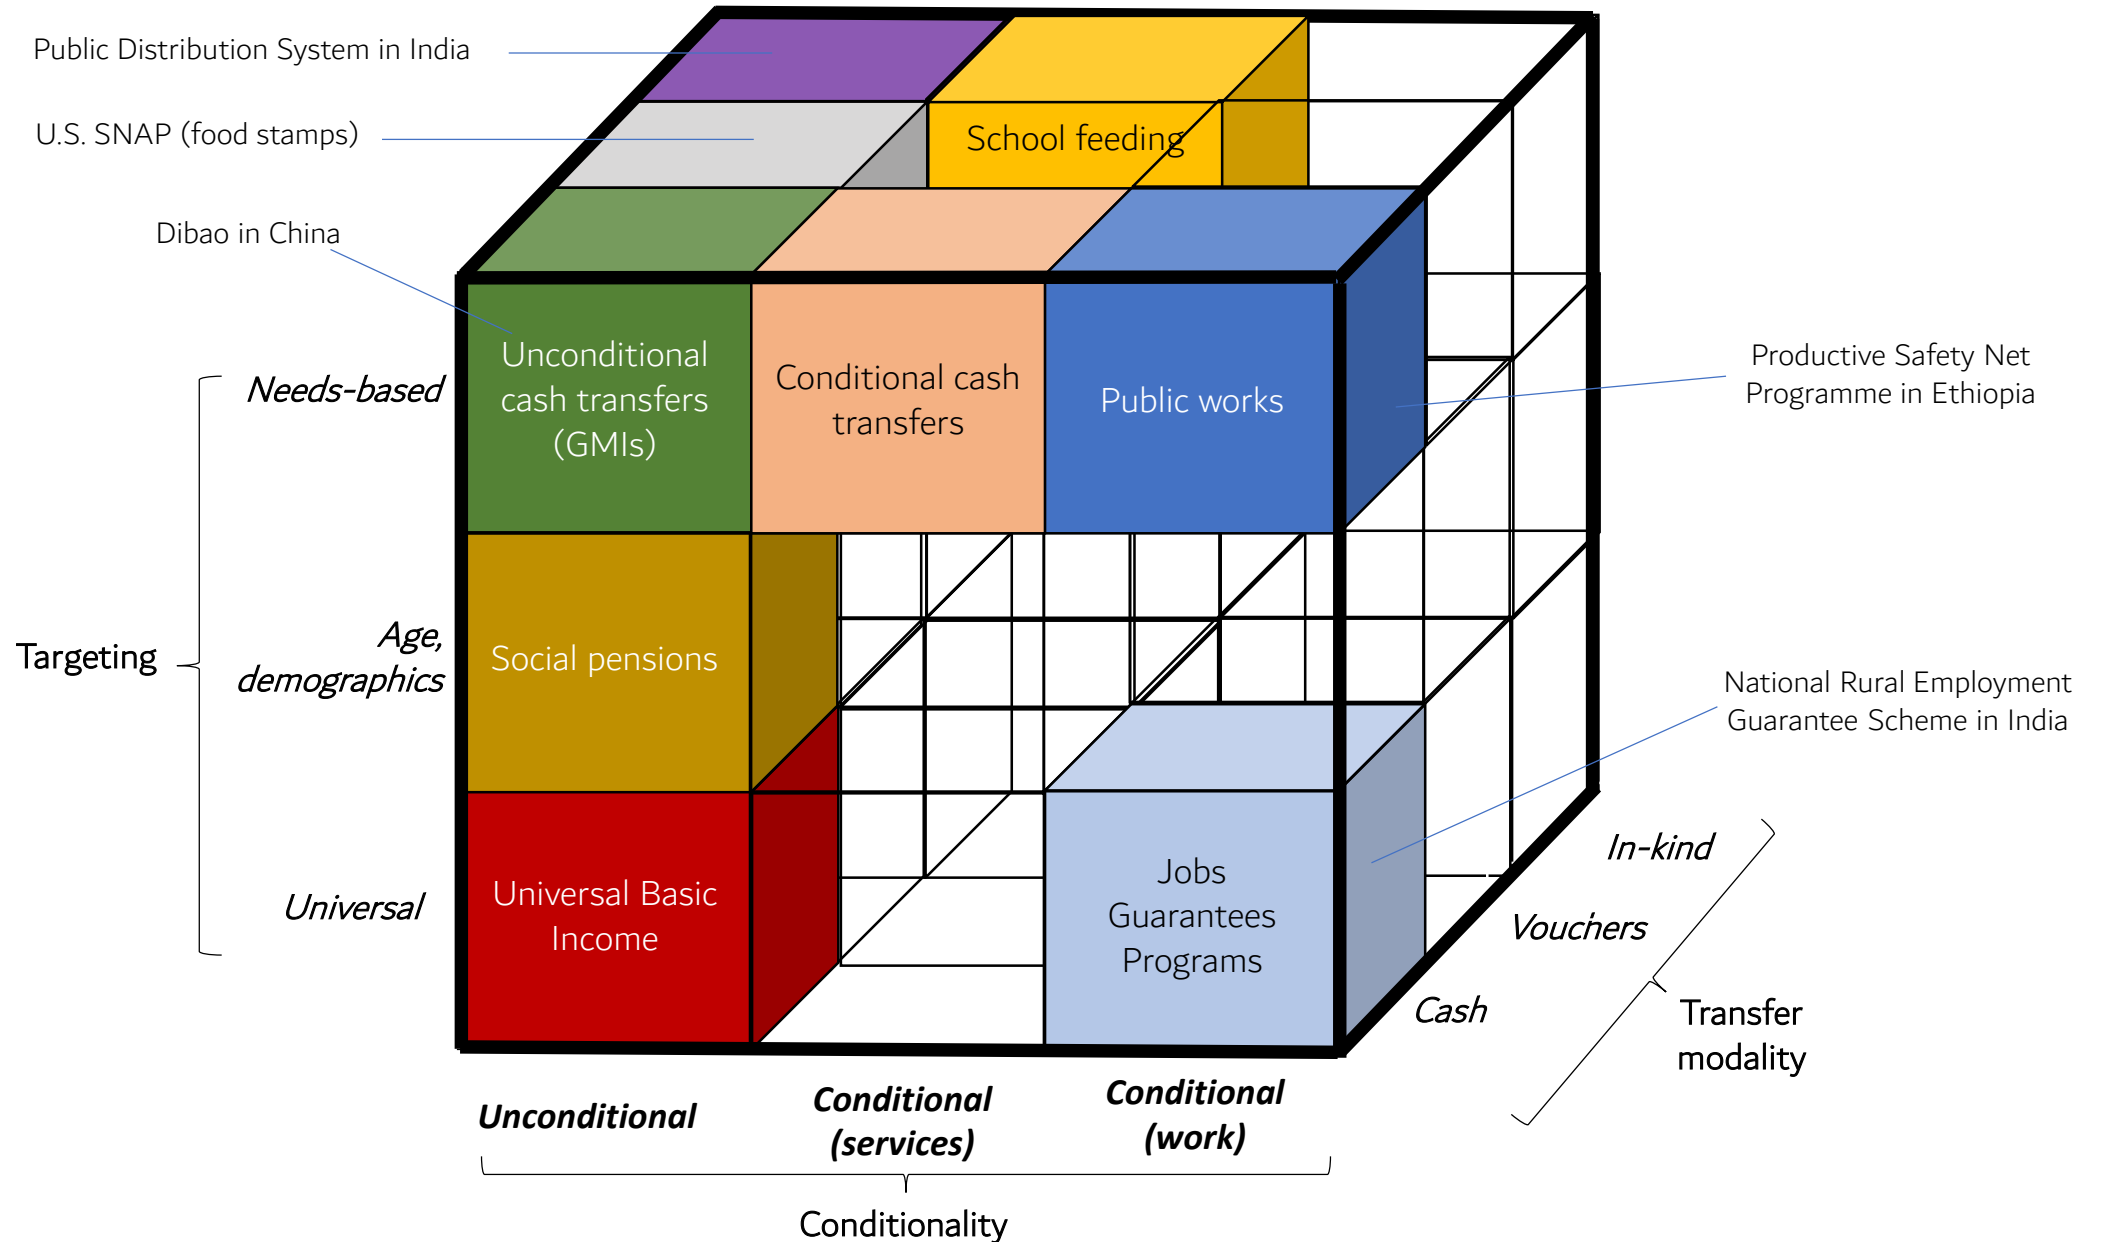 Public Distribution System in India
U.S. SNAP (food stamps)
School feeding
Dibao in China
Unconditional
cash transfers
(GMIs)
Conditional cash
transfers
Public works
Productive Safety Net
Programme in Ethiopia
Needs-based
Targeting
Age,
demographics
Social pensions
National Rural Employment
Guarantee Scheme in India
Universal
Universal Basic
Income
Jobs
Guarantees
Programs
In-kind
Vouchers
Cash
Transfer
modality
Unconditional
Conditional
(services)
Conditional
(work)
Conditionality